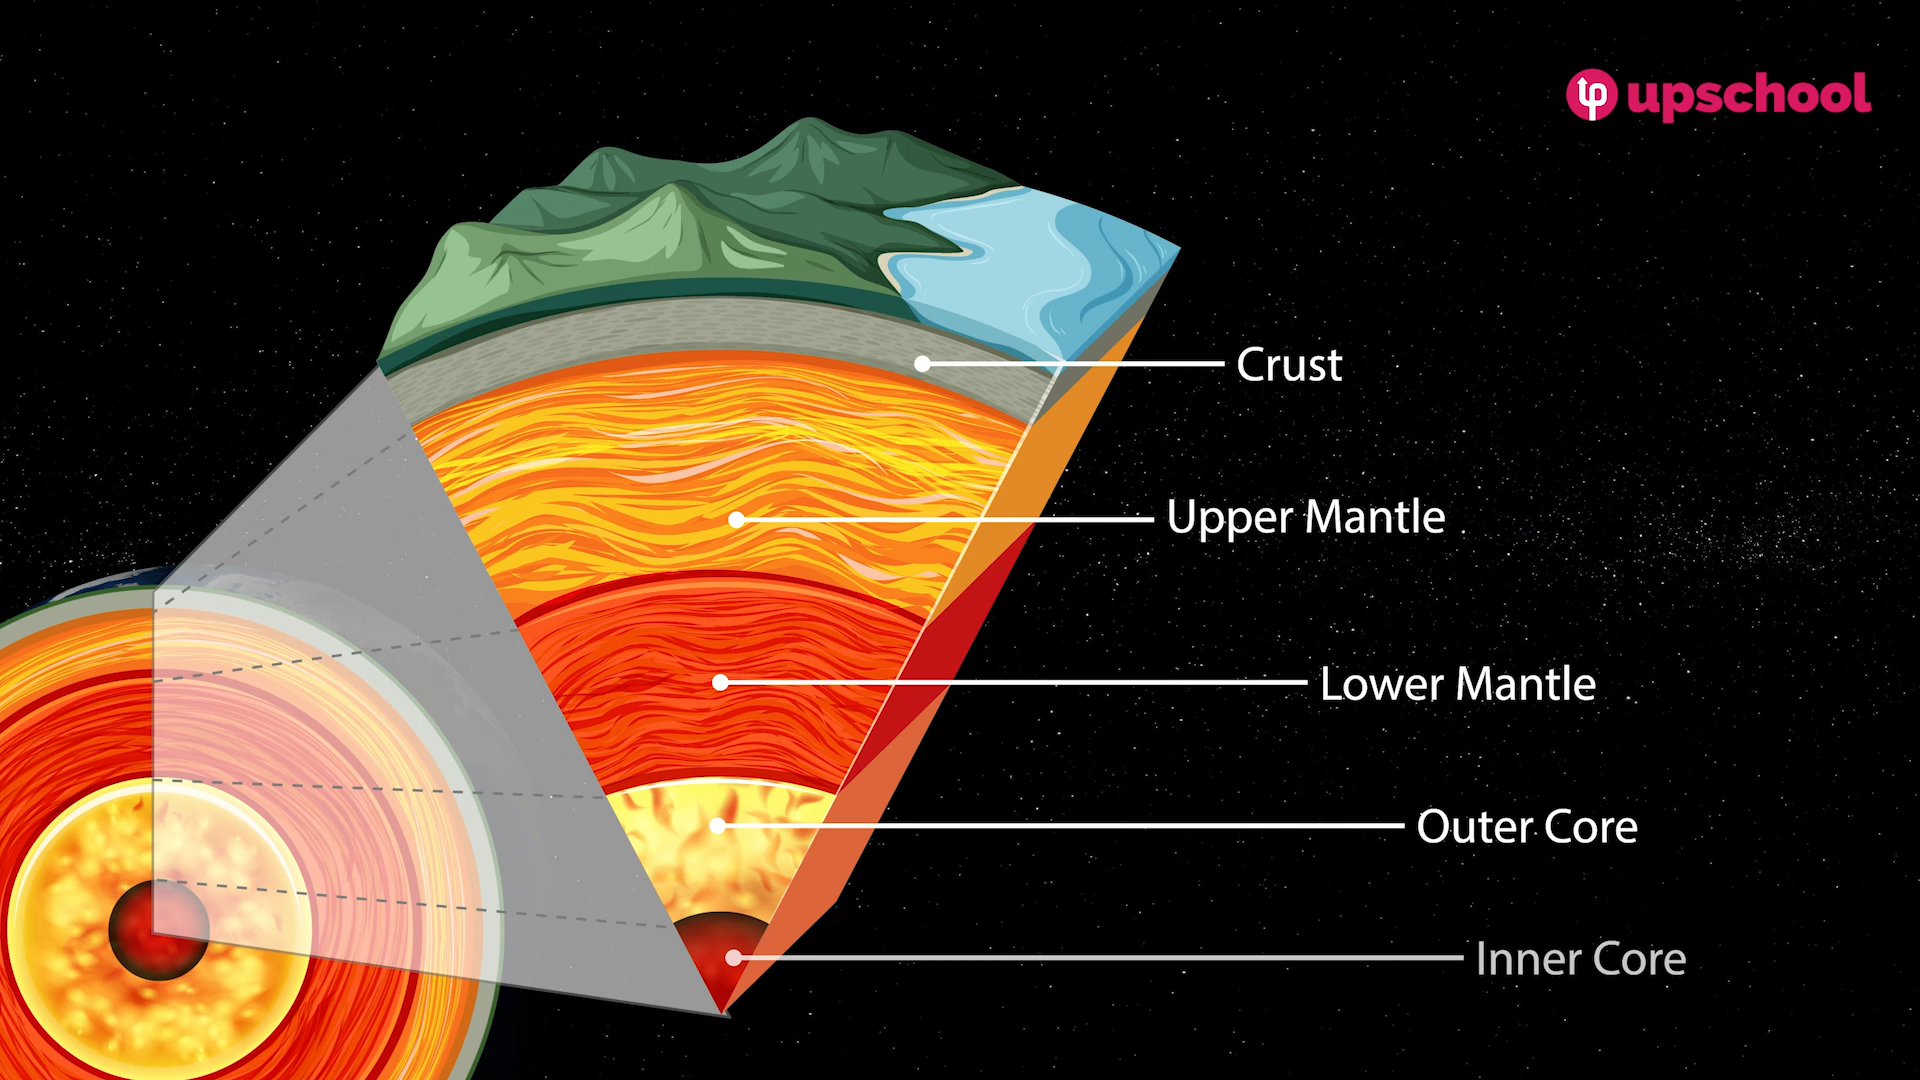 upschool
Crust
Upper Mantle
Lower Mantle
Outer Core
Inner Core